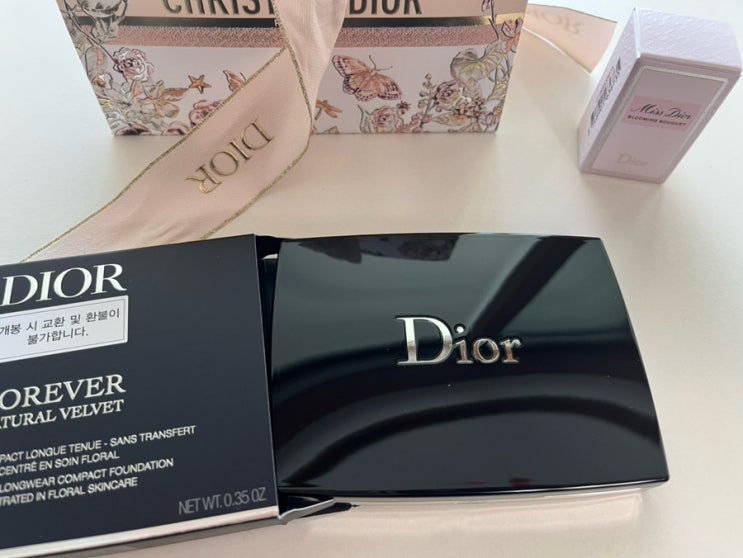 DIOR
DIOR
DIOR
Miss Dior
BLOOMING BOUQUET
Dior
DIOR
개봉 시 교환 및 환불이
불가합니다.
OREVER
ATURAL VELVET
PACT LONGUE TENUE - SANS TRANSFERT
CENTRÉ EN SOIN FLORAL
LONGWEAR COMPACT FOUNDATION
TRATED IN FLORAL SKINCARE
NET WT. 0.35 OZ
Dior